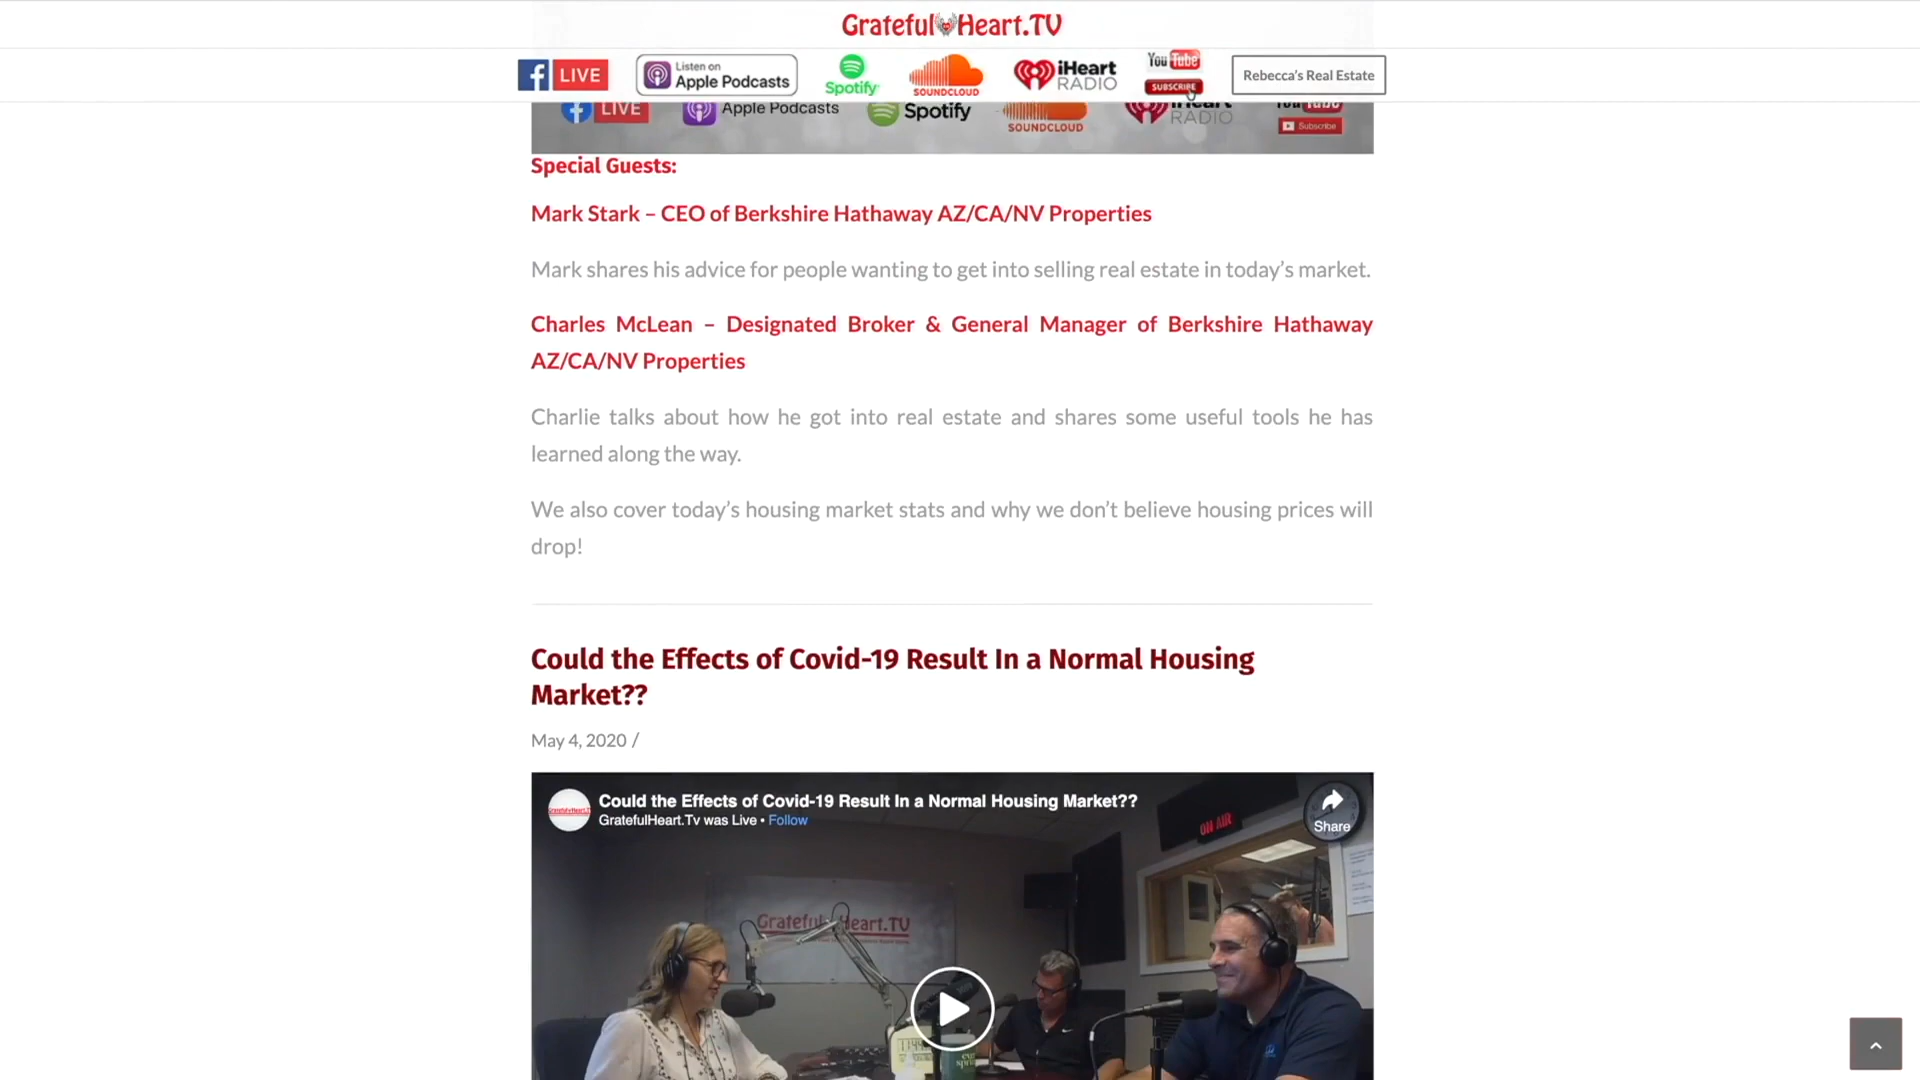 Grateful Heart.TV
LIVE
Listen on
Apple Podcasts
Spotify
SOUNDCLOUD
iHeart
RADIO
YouTube
SUBSCRIBE
Rebecca's Real Estate
LIVE
Apple Podcasts
Spotify
SOUNDCLOUD
iHeart
RADIO
YouTube
Subscribe
Special Guests:
Mark Stark – CEO of Berkshire Hathaway AZ/CA/NV Properties
Mark shares his advice for people wanting to get into selling real estate in today's market.
Charles McLean – Designated Broker & General Manager of Berkshire Hathaway
AZ/CA/NV Properties
Charlie talks about how he got into real estate and shares some useful tools he has
learned along the way.
We also cover today's housing market stats and why we don't believe housing prices will
drop!
Could the Effects of Covid-19 Result In a Normal Housing
Market??
May 4, 2020 /
Could the Effects of Covid-19 Result In a Normal Housing Market??
GratefulHeart.Tv was Live • Follow
Share
ON AIR
Grateful Heart.TV